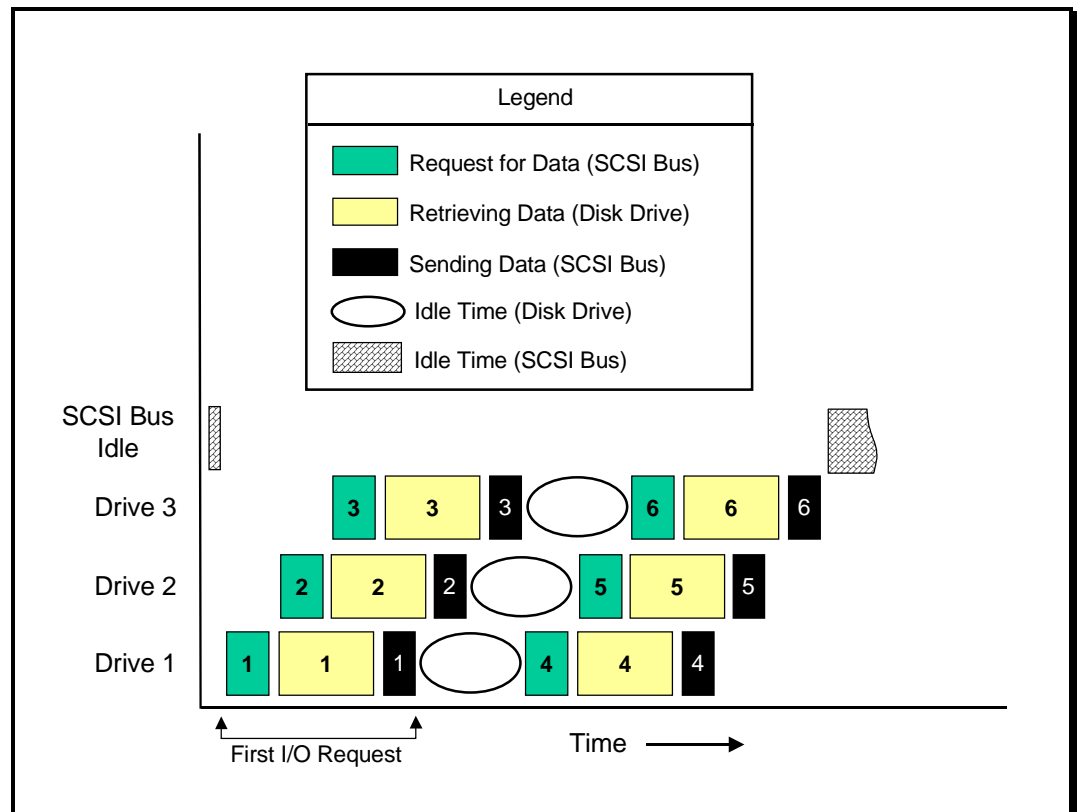 Legend
Request for Data (SCSI Bus)
Retrieving Data (Disk Drive)
Sending Data (SCSI Bus)
Idle Time (Disk Drive)
Idle Time (SCSI Bus)
SCSI Bus
Idle
Drive 3
3
3
3
6
6
6
Drive 2
2
2
2
5
5
5
Drive 1
1
1
1
4
4
4
First I/O Request
Time